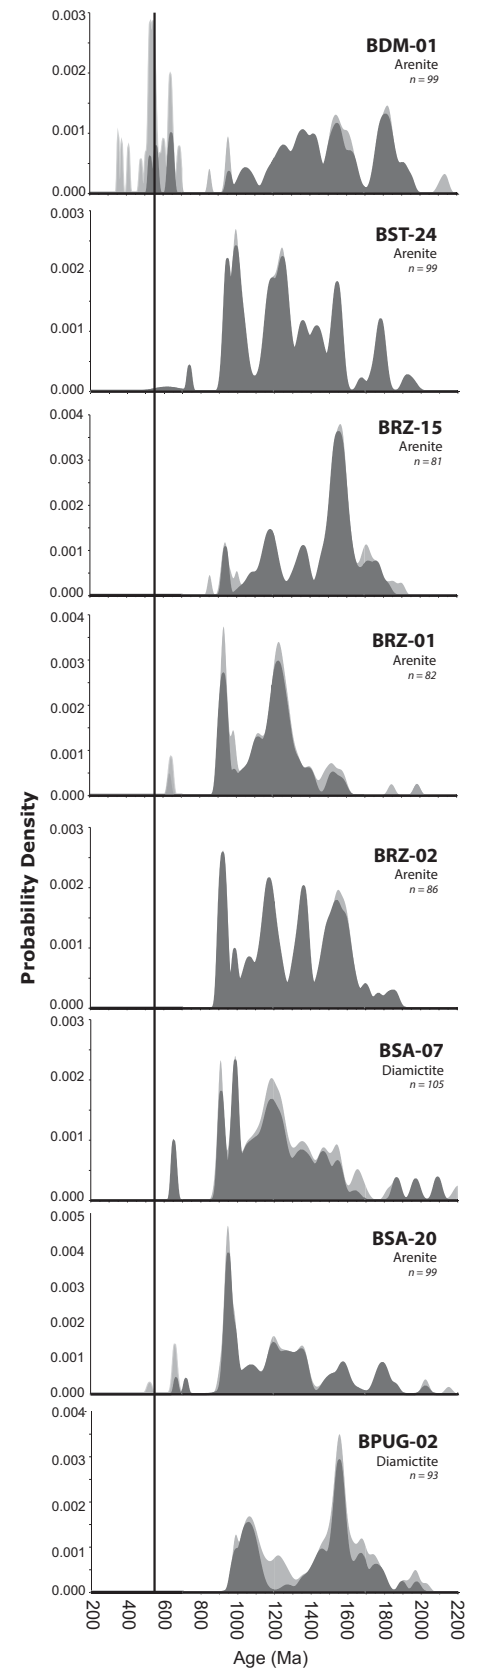 0.003
BDM-01
Arenite
n = 99
0.002
0.001
0.000
0.003
BST-24
Arenite
n = 99
0.002
0.001
0.000
0.004
BRZ-15
Arenite
n = 81
0.003
0.002
0.001
0.000
0.004
BRZ-01
Arenite
n = 82
0.003
0.002
0.001
0.000
Probability Density
0.003
BRZ-02
Arenite
n = 86
0.002
0.001
0.000
0.003
BSA-07
Diamictite
n = 105
0.002
0.001
0.000
0.005
BSA-20
Arenite
n = 99
0.004
0.003
0.002
0.001
0.000
0.004
BPUG-02
Diamictite
n = 93
0.003
0.002
0.001
0.000
200 400 600 800 1000 1200 1400 1600 1800 2000 2200
Age (Ma)